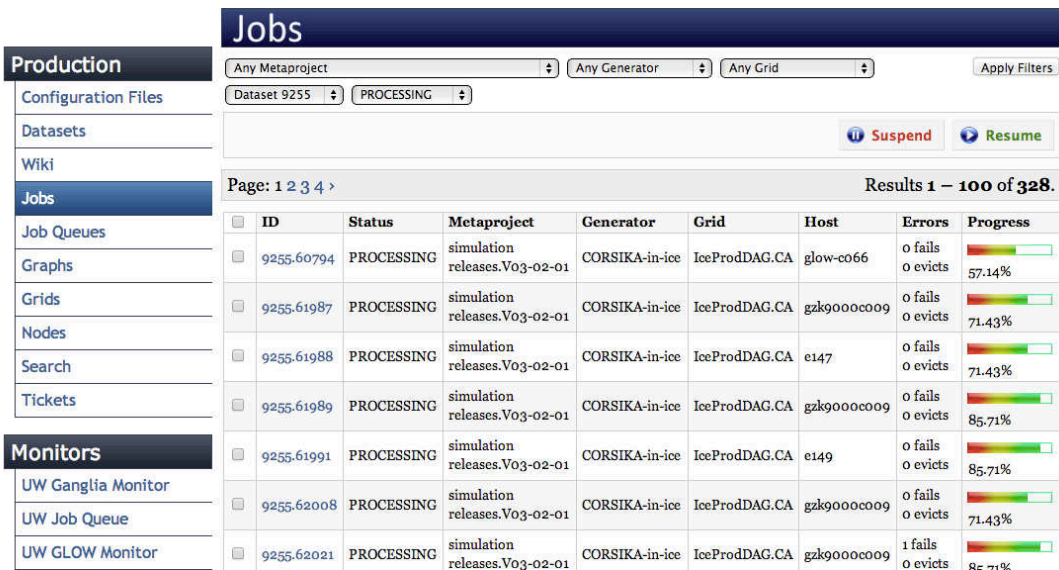 Jobs
Production
Configuration Files
Datasets
Wiki
Jobs
Job Queues
Graphs
Grids
Nodes
Search
Tickets
Monitors
UW Ganglia Monitor
UW Job Queue
UW GLOW Monitor
Any Metaproject Any Generator Any Grid Apply Filters
Dataset 9255 PROCESSING
Suspend Resume
Page: 1 2 3 4 › Results 1 – 100 of 328.
ID Status Metaproject Generator Grid Host Errors Progress
9255.60794 PROCESSING simulation releases.V03-02-01 CORSIKA-in-ice IceProdDAG.CA glow-c066 0 fails 0 evicts 57.14%
9255.61987 PROCESSING simulation releases.V03-02-01 CORSIKA-in-ice IceProdDAG.CA gzk9000c009 0 fails 0 evicts 71.43%
9255.61988 PROCESSING simulation releases.V03-02-01 CORSIKA-in-ice IceProdDAG.CA e147 0 fails 0 evicts 71.43%
9255.61989 PROCESSING simulation releases.V03-02-01 CORSIKA-in-ice IceProdDAG.CA gzk9000c009 0 fails 0 evicts 85.71%
9255.61991 PROCESSING simulation releases.V03-02-01 CORSIKA-in-ice IceProdDAG.CA e149 0 fails 0 evicts 85.71%
9255.62008 PROCESSING simulation releases.V03-02-01 CORSIKA-in-ice IceProdDAG.CA gzk9000c009 0 fails 0 evicts 71.43%
9255.62021 PROCESSING simulation releases.V03-02-01 CORSIKA-in-ice IceProdDAG.CA gzk9000c009 1 fails 0 evicts 85.71%